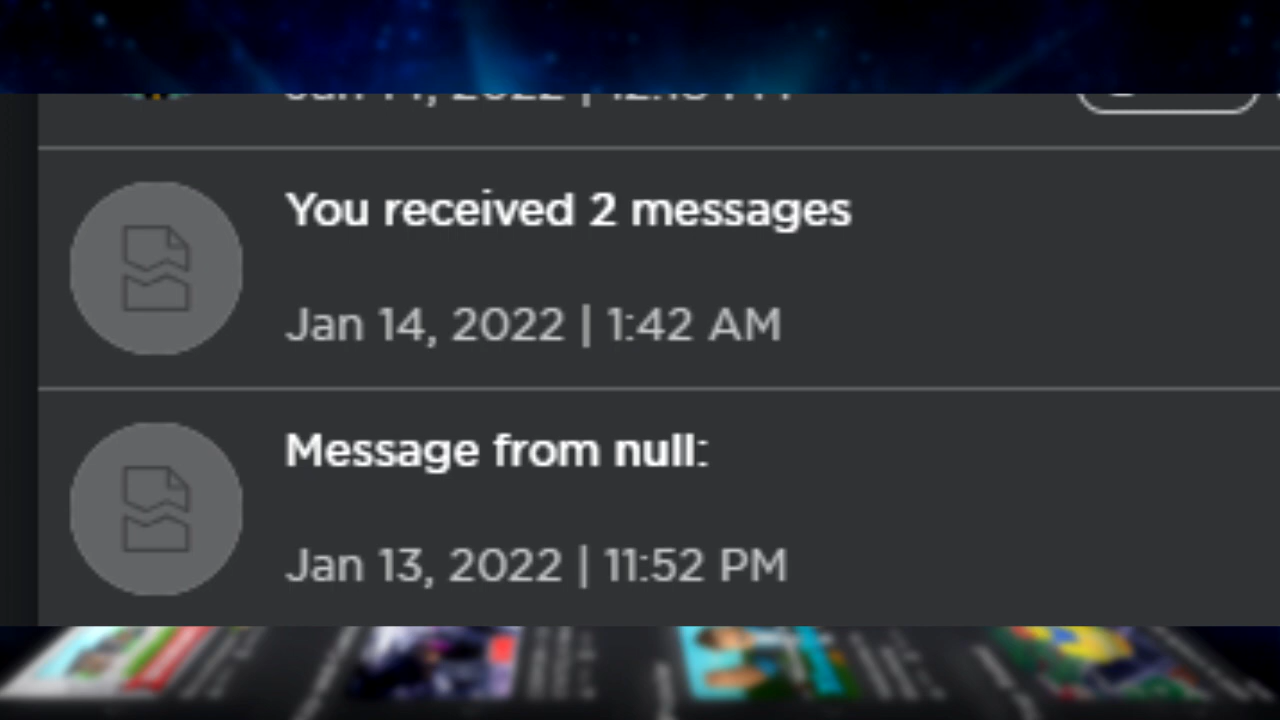 You received 2 messages
Jan 14, 2022 | 1:42 AM
Message from null:
Jan 13, 2022 | 11:52 PM